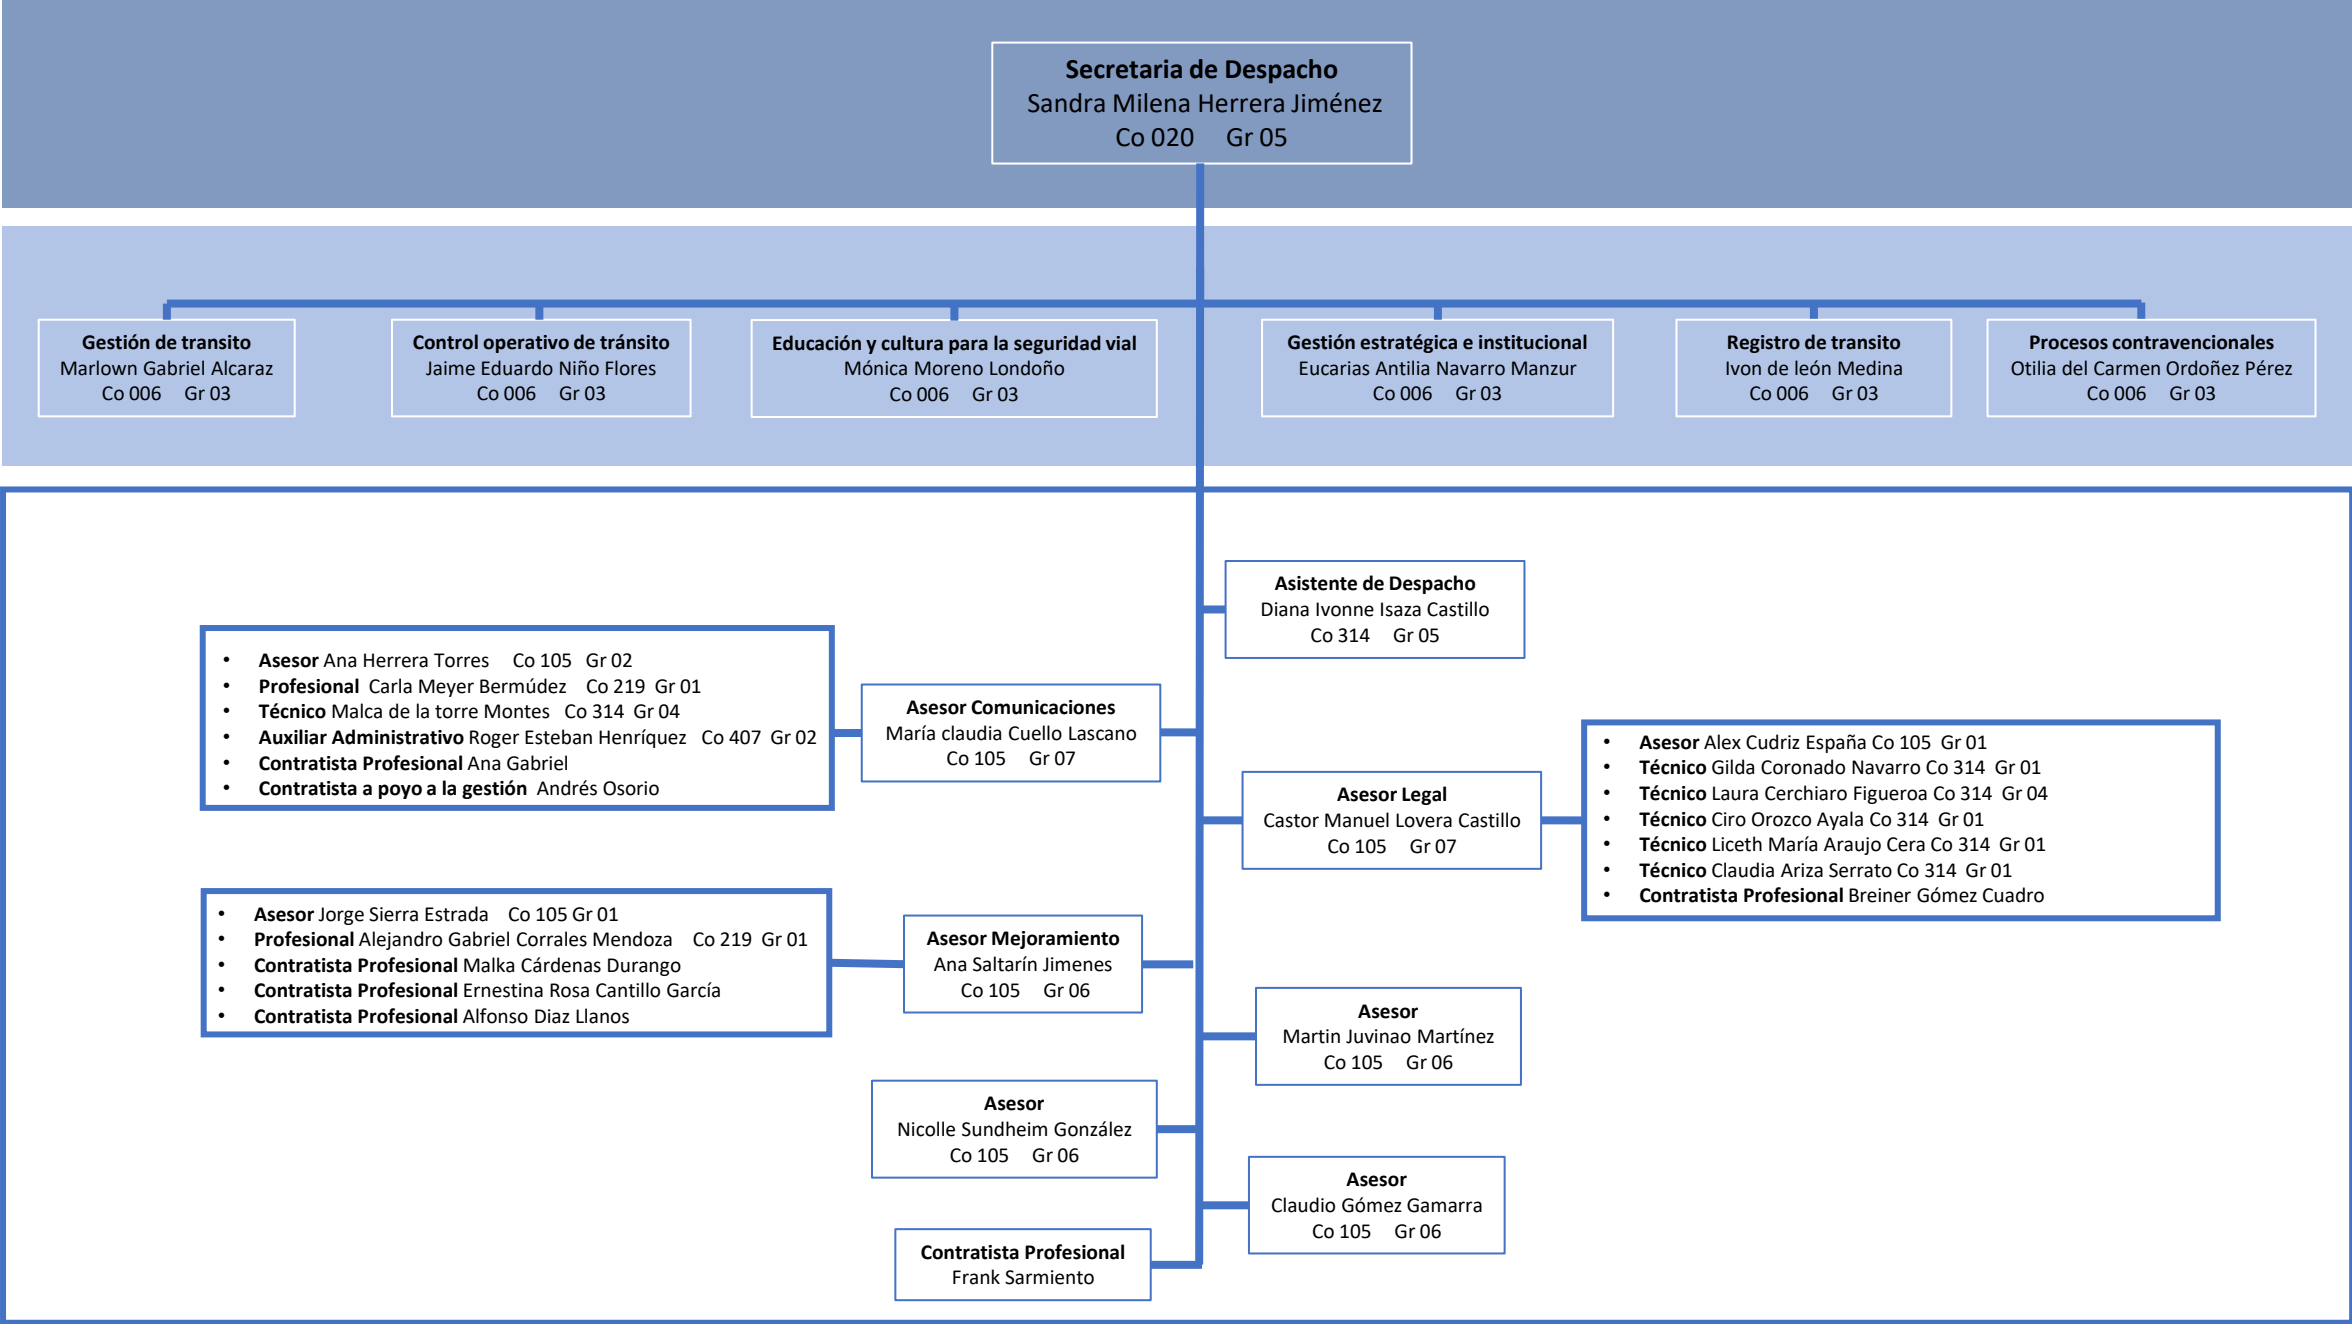 Secretaria de Despacho
Sandra Milena Herrera Jiménez
Co 020 Gr 05
Gestión de transito
Marlown Gabriel Alcaraz
Co 006 Gr 03
Control operativo de tránsito
Jaime Eduardo Niño Flores
Co 006 Gr 03
Educación y cultura para la seguridad vial
Mónica Moreno Londoño
Co 006 Gr 03
Gestión estratégica e institucional
Eucarias Antilia Navarro Manzur
Co 006 Gr 03
Registro de transito
Ivon de león Medina
Co 006 Gr 03
Procesos contravencionales
Otilia del Carmen Ordoñez Pérez
Co 006 Gr 03
Asistente de Despacho
Diana Ivonne Isaza Castillo
Co 314 Gr 05
• Asesor Ana Herrera Torres Co 105 Gr 02
• Profesional Carla Meyer Bermúdez Co 219 Gr 01
• Técnico Malca de la torre Montes Co 314 Gr 04
• Auxiliar Administrativo Roger Esteban Henríquez Co 407 Gr 02
• Contratista Profesional Ana Gabriel
• Contratista a poyo a la gestión Andrés Osorio
Asesor Comunicaciones
María claudia Cuello Lascano
Co 105 Gr 07
Asesor Legal
Castor Manuel Lovera Castillo
Co 105 Gr 07
• Asesor Alex Cudriz España Co 105 Gr 01
• Técnico Gilda Coronado Navarro Co 314 Gr 01
• Técnico Laura Cerchiaro Figueroa Co 314 Gr 04
• Técnico Ciro Orozco Ayala Co 314 Gr 01
• Técnico Liceth María Araujo Cera Co 314 Gr 01
• Técnico Claudia Ariza Serrato Co 314 Gr 01
• Contratista Profesional Breiner Gómez Cuadro
• Asesor Jorge Sierra Estrada Co 105 Gr 01
• Profesional Alejandro Gabriel Corrales Mendoza Co 219 Gr 01
• Contratista Profesional Malka Cárdenas Durango
• Contratista Profesional Ernestina Rosa Cantillo García
• Contratista Profesional Alfonso Diaz Llanos
Asesor Mejoramiento
Ana Saltarín Jimenes
Co 105 Gr 06
Asesor
Martin Juvinao Martínez
Co 105 Gr 06
Asesor
Nicolle Sundheim González
Co 105 Gr 06
Asesor
Claudio Gómez Gamarra
Co 105 Gr 06
Contratista Profesional
Frank Sarmiento